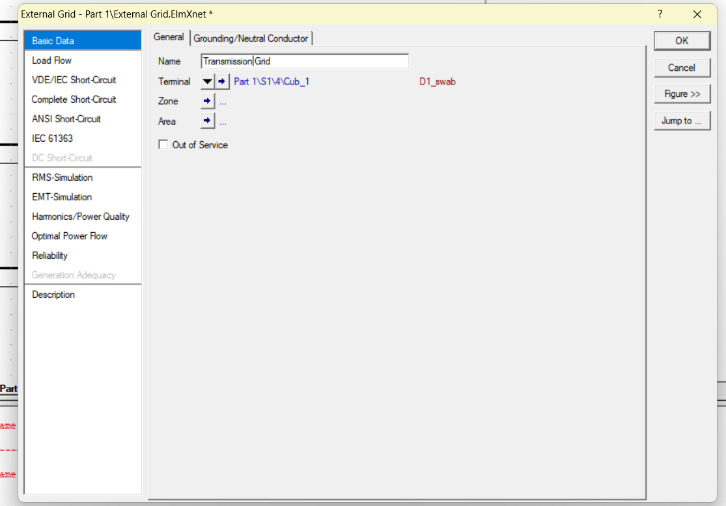 External Grid - Part 1\External Grid.ElmXnet *
? ×
Basic Data
Load Flow
VDE/IEC Short-Circuit
Complete Short-Circuit
ANSI Short-Circuit
IEC 61363
DC Short-Circuit
RMS-Simulation
EMT-Simulation
Harmonics/Power Quality
Optimal Power Flow
Reliability
Generation Adequacy
Description
General
Grounding/Neutral Conductor
Name Transmission Grid
Terminal Part 1\S1\4\Cub_1 D1_swab
Zone ...
Area ...
Out of Service
OK
Cancel
Figure >>
Jump to ...
Part
ame
----
ame